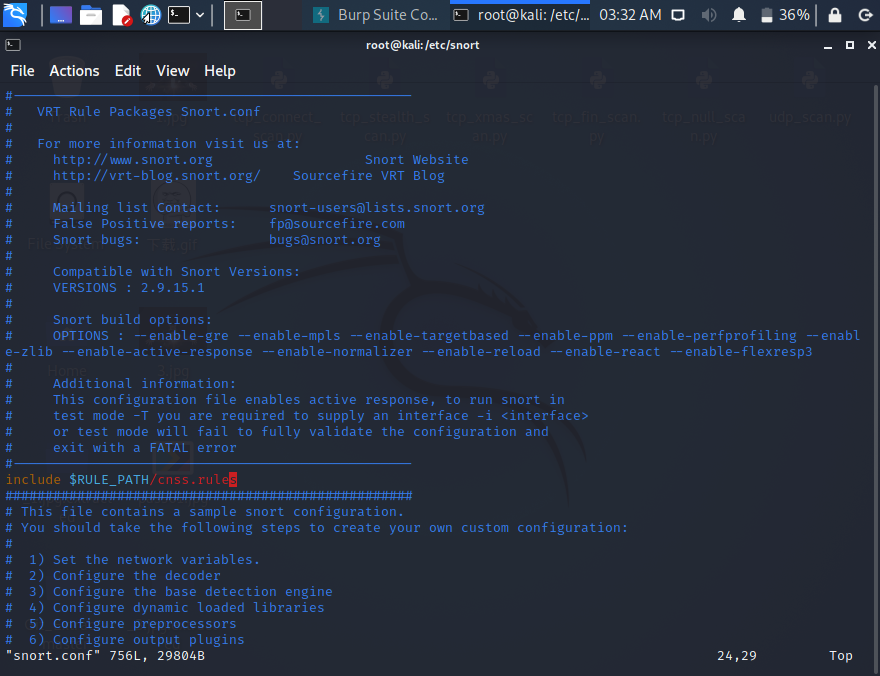 Burp Suite Co...
root@kali: /etc/...
03:32 AM
36%
root@kali: /etc/snort
File Actions Edit View Help
#--------------------------------------------------
#   VRT Rule Packages Snort.conf
#
#   For more information visit us at:
#     http://www.snort.org                   Snort Website
#     http://vrt-blog.snort.org/    Sourcefire VRT Blog
#
#     Mailing list Contact:      snort-users@lists.snort.org
#     False Positive reports:    fp@sourcefire.com
#     Snort bugs:                bugs@snort.org
#
#     Compatible with Snort Versions:
#     VERSIONS : 2.9.15.1
#
#     Snort build options:
#     OPTIONS : --enable-gre --enable-mpls --enable-targetbased --enable-ppm --enable-perfprofiling --enabl
e-zlib --enable-active-response --enable-normalizer --enable-reload --enable-react --enable-flexresp3
#
#     Additional information:
#     This configuration file enables active response, to run snort in
#     test mode -T you are required to supply an interface -i <interface>
#     or test mode will fail to fully validate the configuration and
#     exit with a FATAL error
#--------------------------------------------------
include $RULE_PATH/cnss.rules
###################################################
# This file contains a sample snort configuration.
# You should take the following steps to create your own custom configuration:
#
#  1) Set the network variables.
#  2) Configure the decoder
#  3) Configure the base detection engine
#  4) Configure dynamic loaded libraries
#  5) Configure preprocessors
#  6) Configure output plugins
"snort.conf" 756L, 29804B                                                                24,29         Top